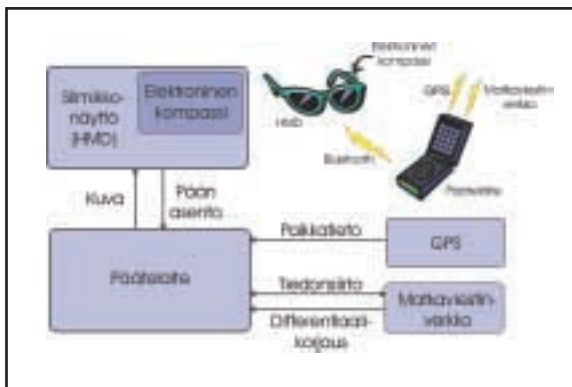 Silmikko-
näyttö
(HMD)
Elektroninen
kompassi
Elektroninen
kompassi
HMD
GPS
Matkaviestin-
verkko
Bluetooth
Päätelaite
Kuva
Pään
asento
Päätelaite
Paikkatieto
GPS
Tiedonsiirto
Matkaviestin-
verkko
Differentiaali-
korjaus